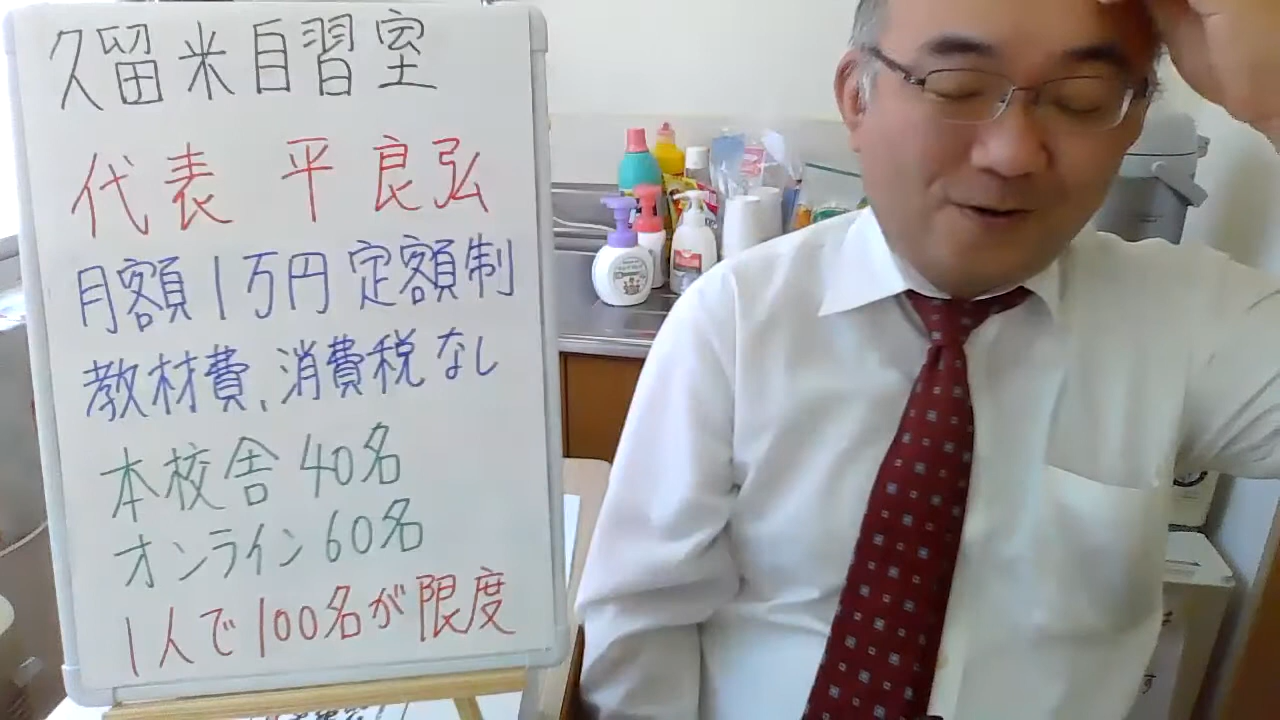 久留米自習室
代表 平良弘
月額1万円定額制
教材費、消費税なし
本校舎40名
オンライン60名
1人で100名が限度